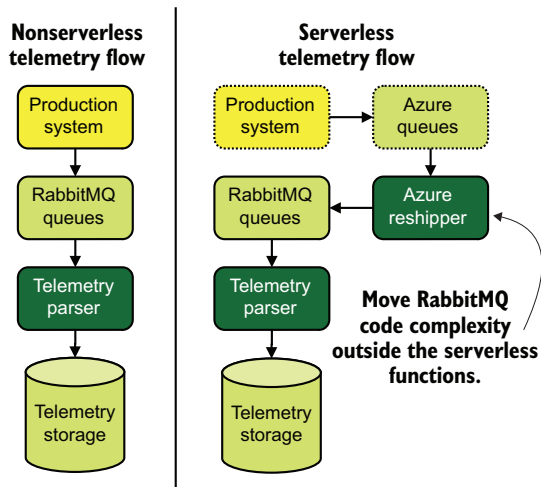 Nonserverless
telemetry flow
Production
system
RabbitMQ
queues
Telemetry
parser
Telemetry
storage
Serverless
telemetry flow
Production
system
Azure
queues
RabbitMQ
queues
Azure
reshipper
Telemetry
parser
Move RabbitMQ
code complexity
outside the serverless
functions.
Telemetry
storage